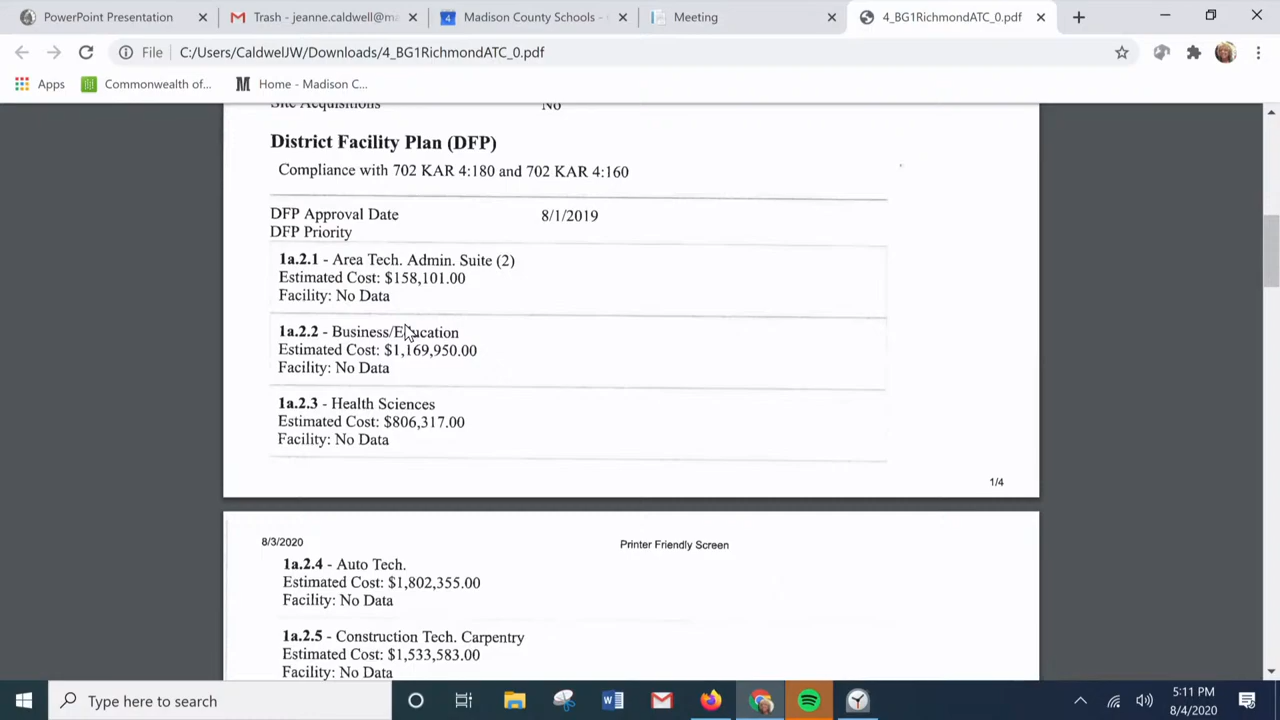 PowerPoint Presentation
Trash - jeanne.caldwell@ma
Madison County Schools -
Meeting
4_BG1RichmondATC_0.pdf
File
C:/Users/CaldwelJW/Downloads/4_BG1RichmondATC_0.pdf
Apps
Commonwealth of...
Home - Madison C...
Site Acquisitions No
District Facility Plan (DFP)
Compliance with 702 KAR 4:180 and 702 KAR 4:160
DFP Approval Date 8/1/2019
DFP Priority
1a.2.1 - Area Tech. Admin. Suite (2)
Estimated Cost: $158,101.00
Facility: No Data
1a.2.2 - Business/Education
Estimated Cost: $1,169,950.00
Facility: No Data
1a.2.3 - Health Sciences
Estimated Cost: $806,317.00
Facility: No Data
1/4
8/3/2020 Printer Friendly Screen
1a.2.4 - Auto Tech.
Estimated Cost: $1,802,355.00
Facility: No Data
1a.2.5 - Construction Tech. Carpentry
Estimated Cost: $1,533,583.00
Facility: No Data
Type here to search
5:11 PM
8/4/2020